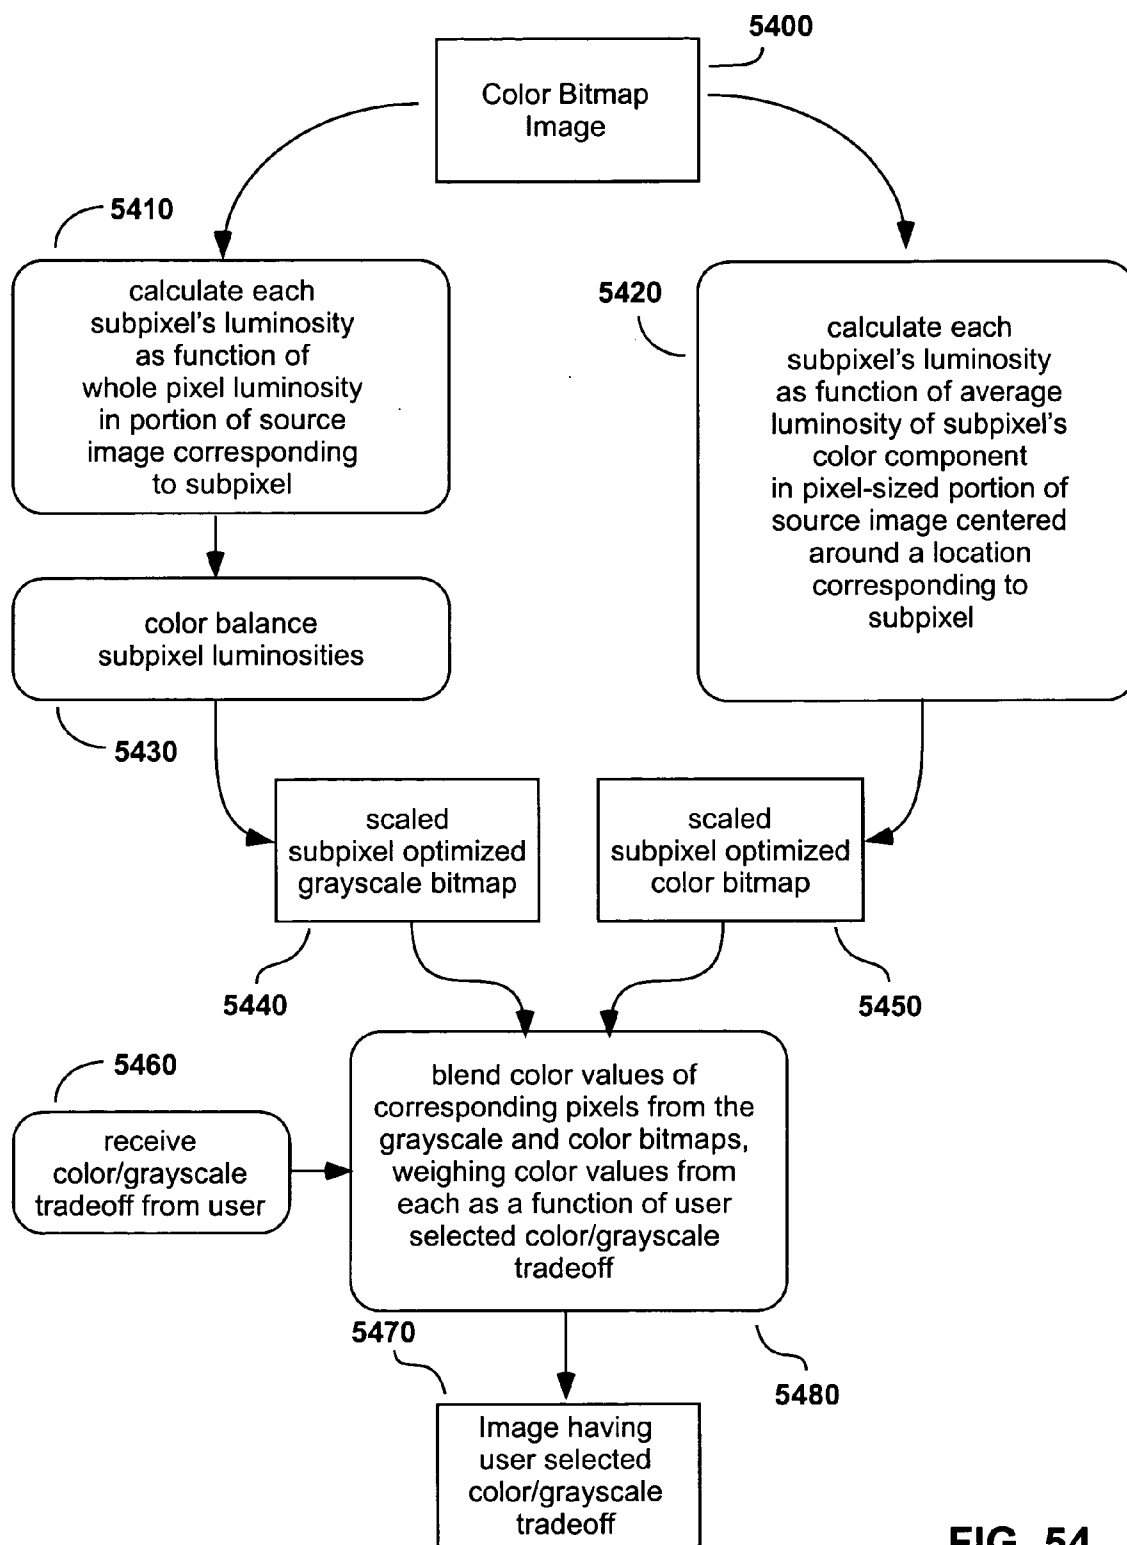 5400
Color Bitmap
Image
5410
calculate each
subpixel's luminosity
as function of
whole pixel luminosity
in portion of source
image corresponding
to subpixel
5420
calculate each
subpixel's luminosity
as function of average
luminosity of subpixel's
color component
in pixel-sized portion of
source image centered
around a location
corresponding to
subpixel
color balance
subpixel luminosities
5430
scaled
subpixel optimized
grayscale bitmap
scaled
subpixel optimized
color bitmap
5440
5450
5460
receive
color/grayscale
tradeoff from user
blend color values of
corresponding pixels from the
grayscale and color bitmaps,
weighing color values from
each as a function of user
selected color/grayscale
tradeoff
5470
5480
Image having
user selected
color/grayscale
tradeoff
FIG. 54